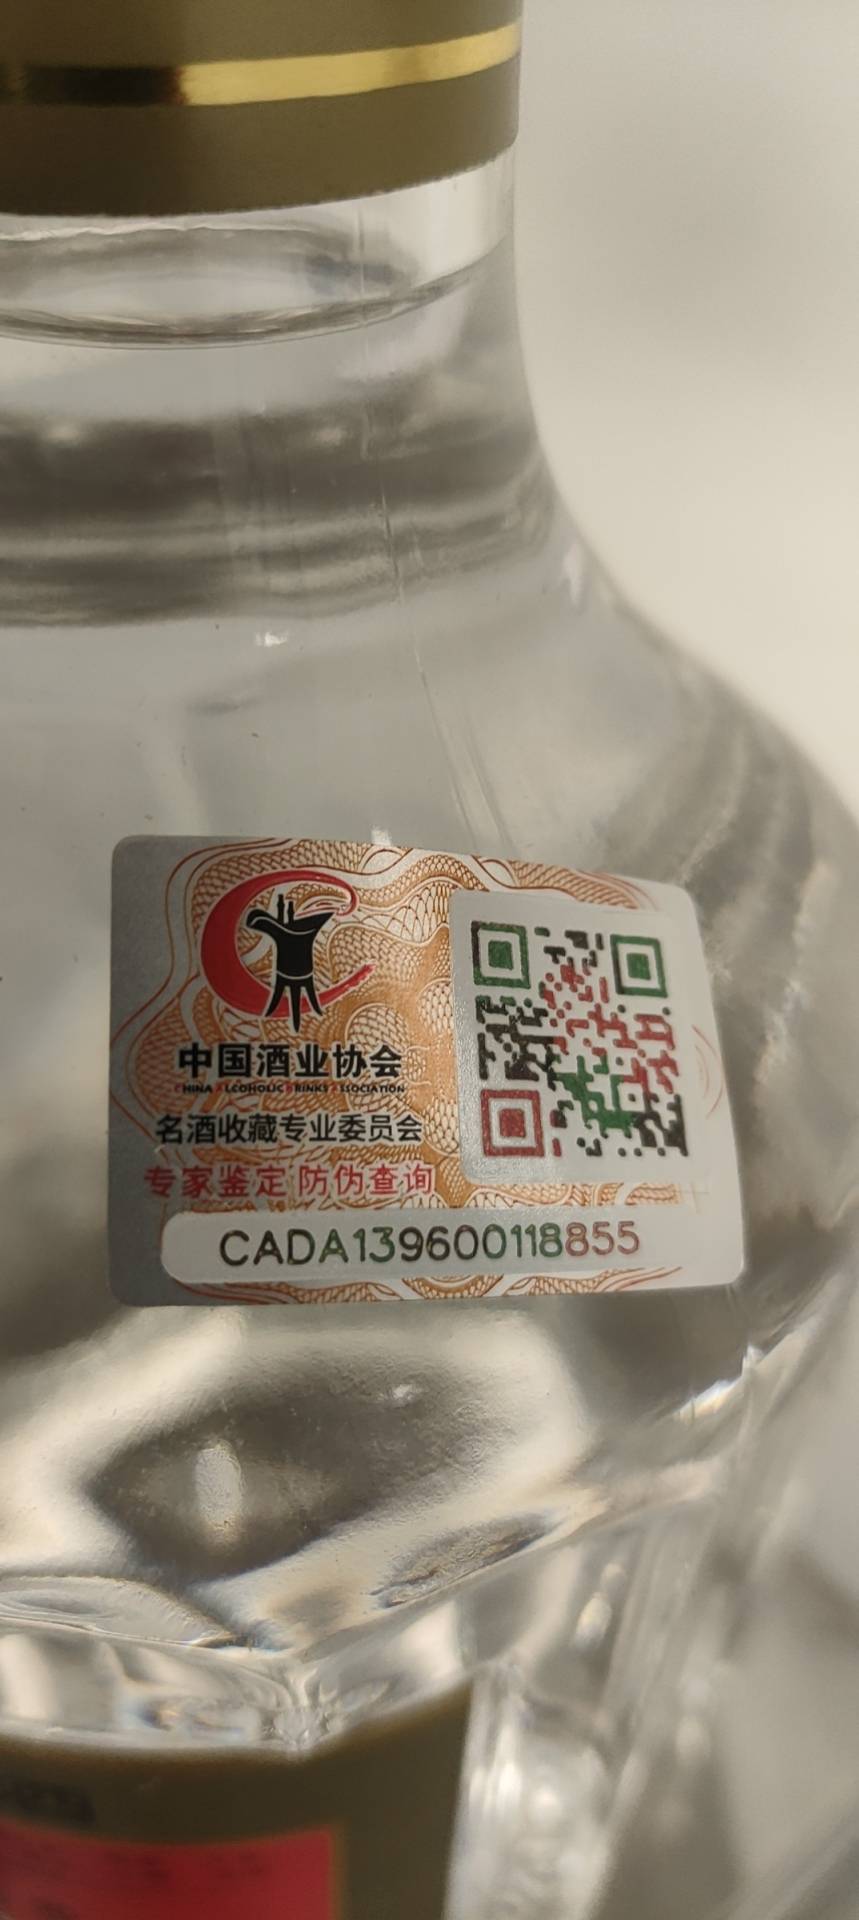 中国酒业协会
CHINA ALCOHOLIC DRINKS ASSOCIATION
名酒收藏专业委员会
专家鉴定 防伪查询
CADA139600118855